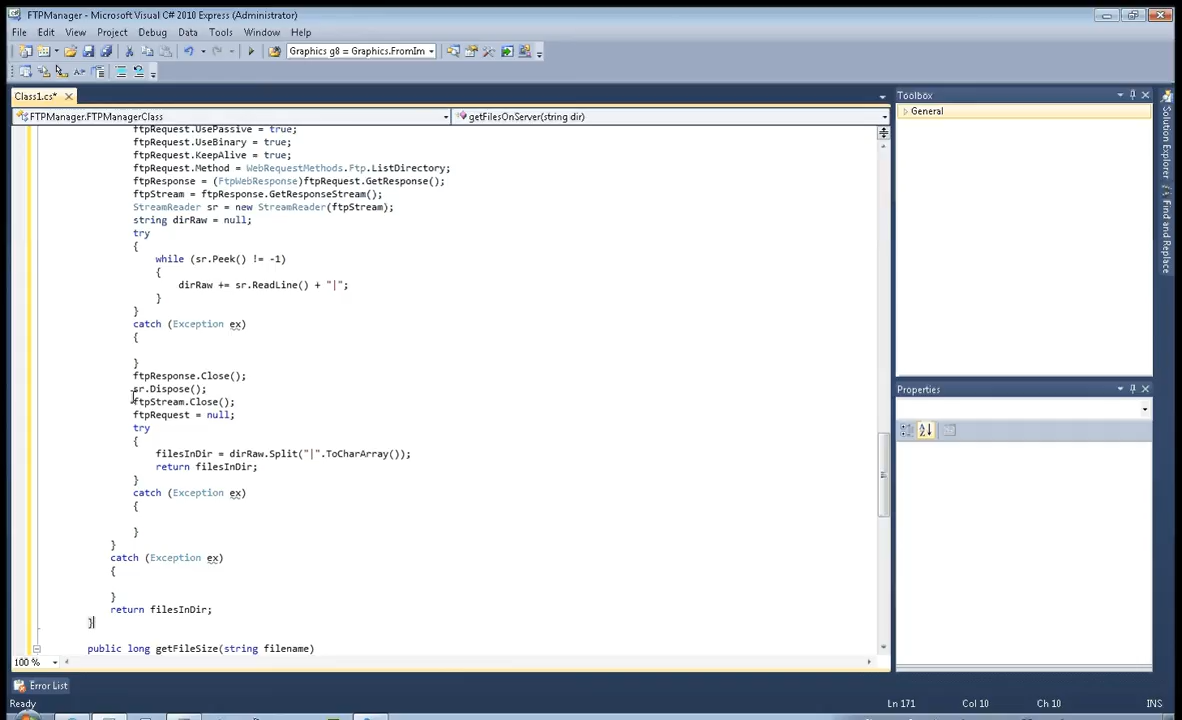 FTPManager - Microsoft Visual C# 2010 Express (Administrator)
File Edit View Project Debug Data Tools Window Help
Graphics g8 = Graphics.FromIm
Class1.cs*
Toolbox
FTPManager.FTPManagerClass getFilesOnServer(string dir)
General
ftpRequest.UsePassive = true;
ftpRequest.UseBinary = true;
ftpRequest.KeepAlive = true;
ftpRequest.Method = WebRequestMethods.Ftp.ListDirectory;
ftpResponse = (FtpWebResponse)ftpRequest.GetResponse();
ftpStream = ftpResponse.GetResponseStream();
StreamReader sr = new StreamReader(ftpStream);
string dirRaw = null;
try
{
while (sr.Peek() != -1)
{
dirRaw += sr.ReadLine() + "|";
}
}
catch (Exception ex)
{
}
ftpResponse.Close();
sr.Dispose();
ftpStream.Close();
ftpRequest = null;
try
{
filesInDir = dirRaw.Split("|".ToCharArray());
return filesInDir;
}
catch (Exception ex)
{
}
}
catch (Exception ex)
{
}
return filesInDir;
}
public long getFileSize(string filename)
100 %
Properties
Solution Explorer
Find and Replace
Error List
Ready Ln 171 Col 10 Ch 10 INS